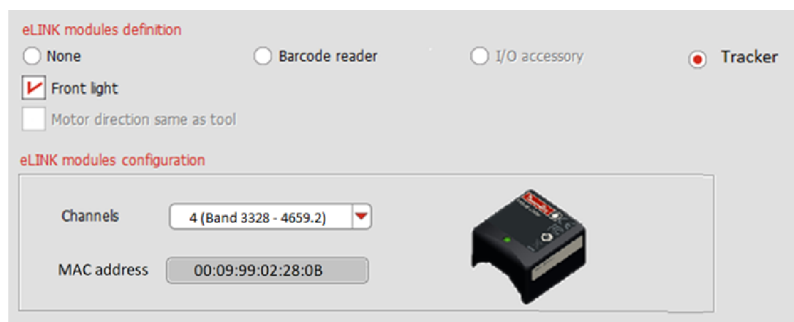 eLINK modules definition
None Barcode reader I/O accessory Tracker
Front light
Motor direction same as tool
eLINK modules configuration
Channels 4 (Band 3328 - 4659.2)
MAC address 00:09:99:02:28:0B